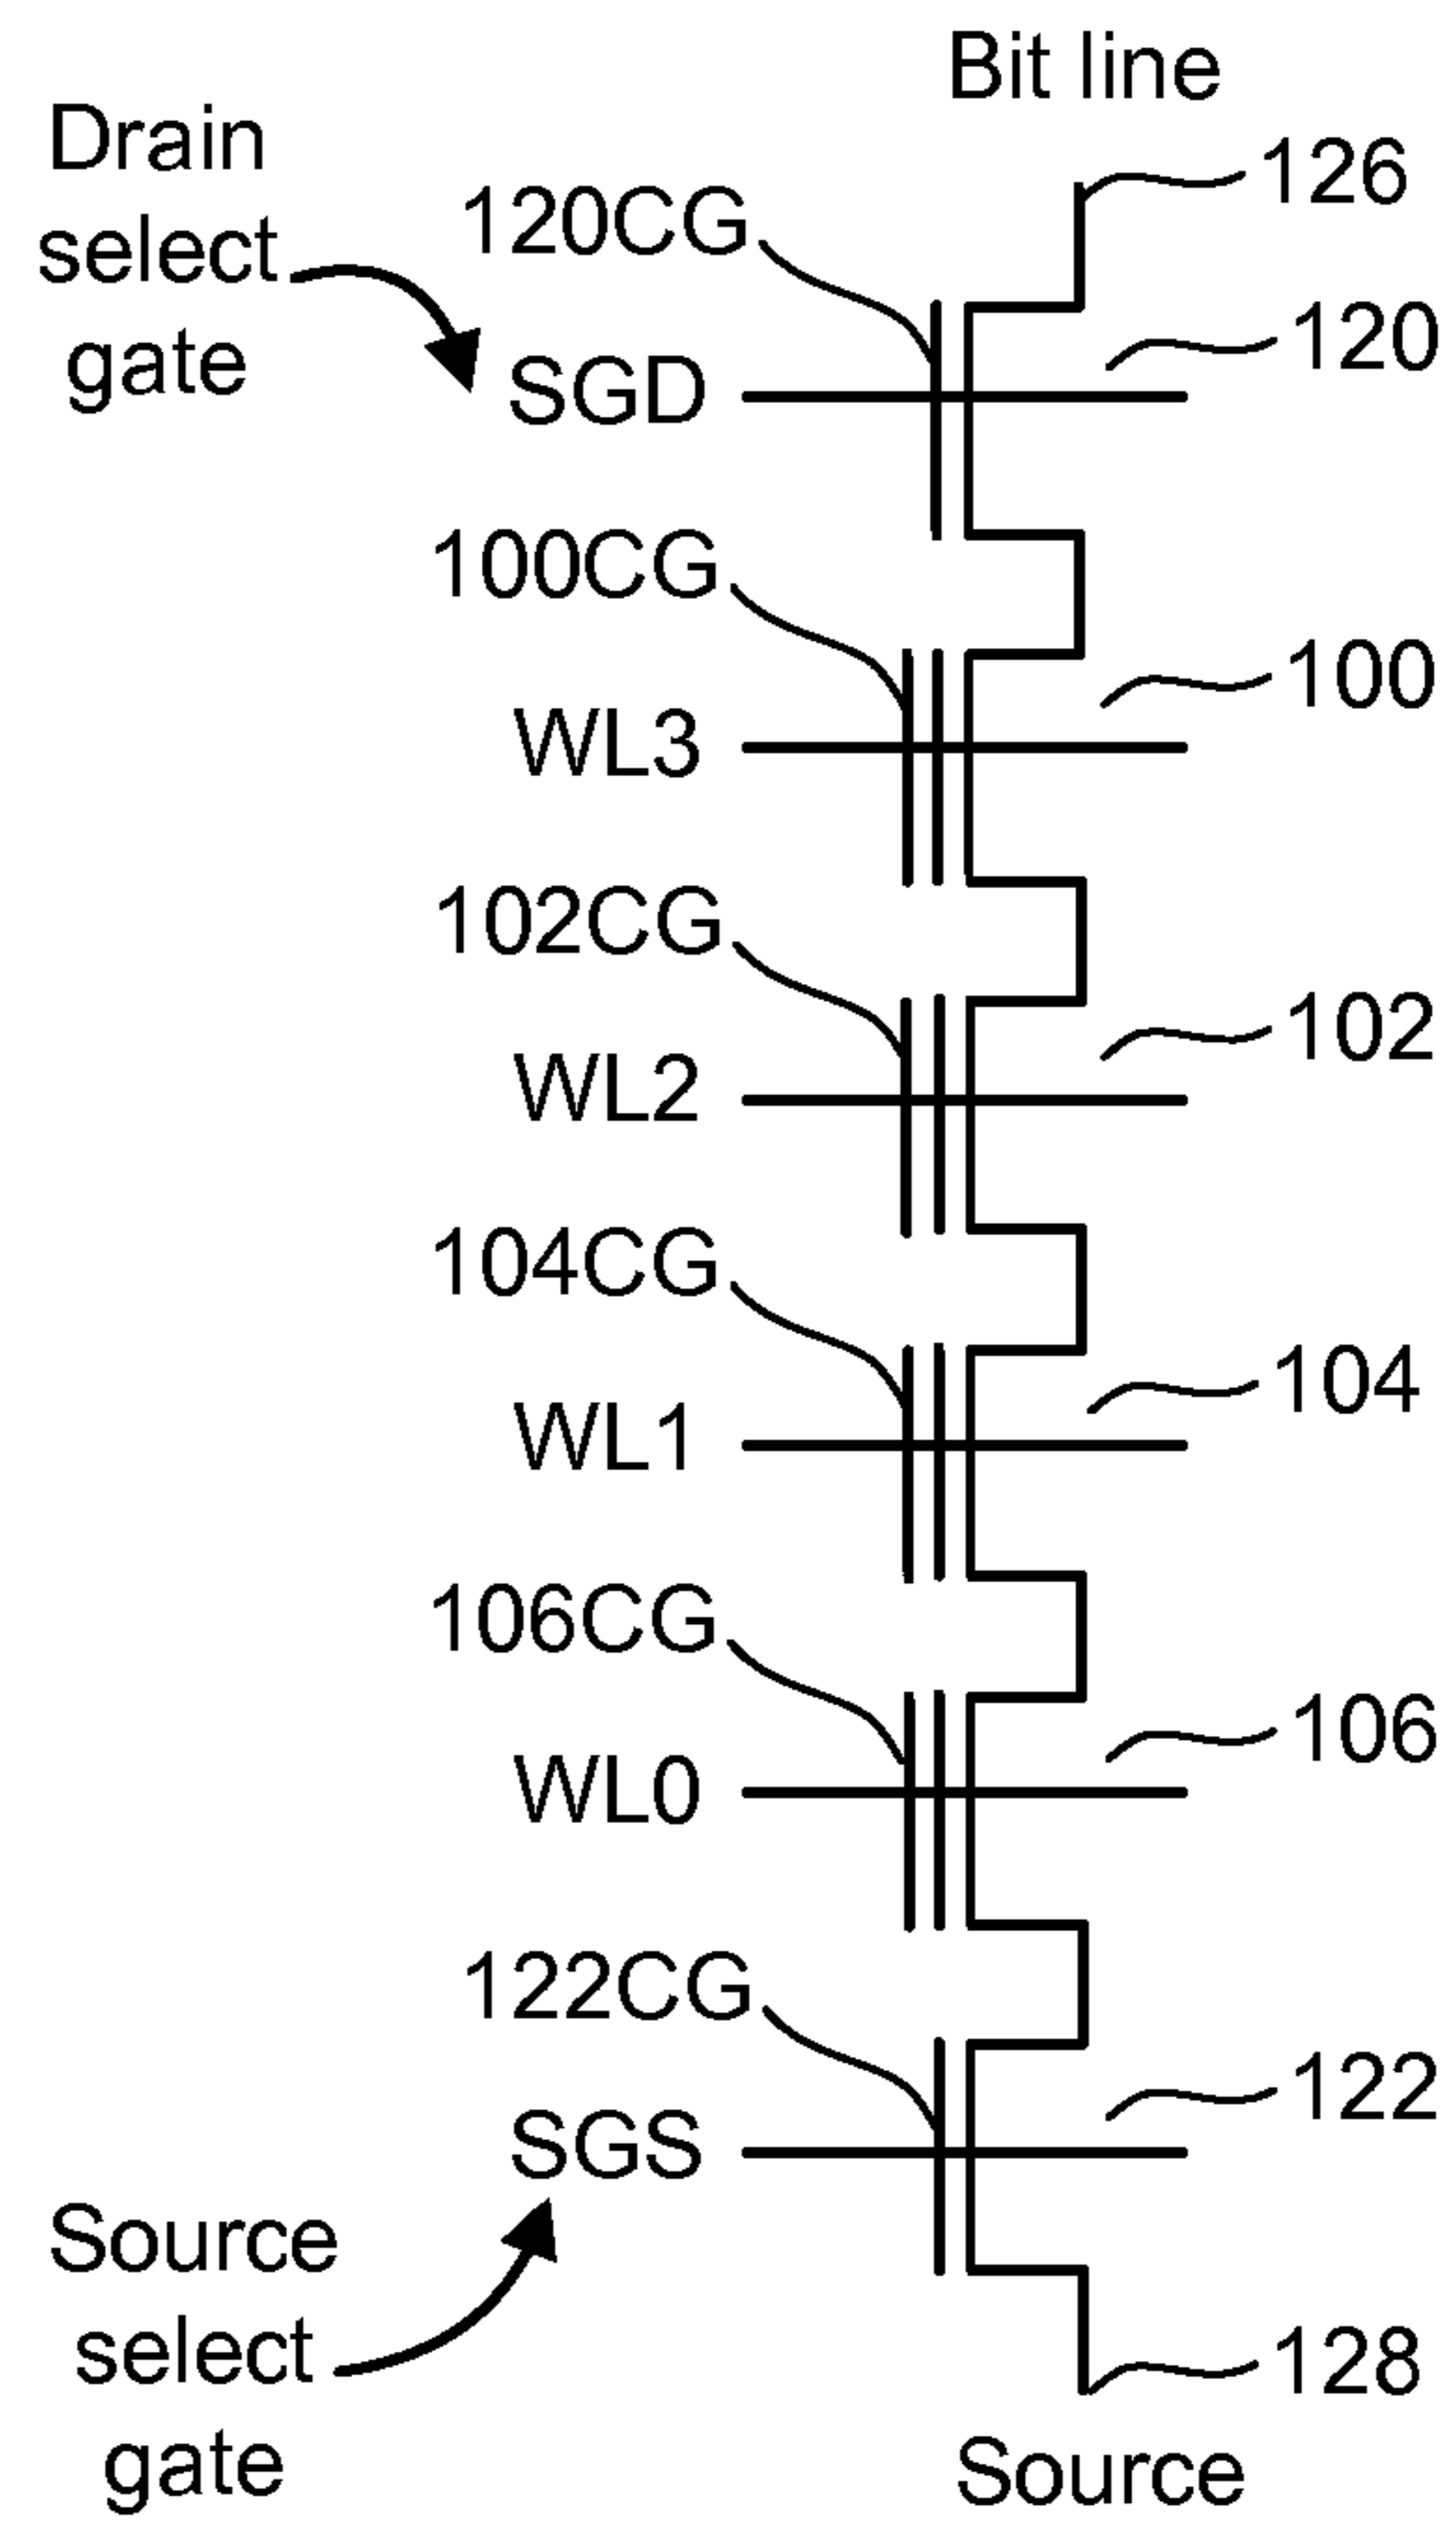 Bit line
126
Drain
select
gate
120CG
120
SGD
100CG
100
WL3
102CG
102
WL2
104CG
104
WL1
106CG
106
WL0
122CG
122
SGS
Source
select
gate
128
Source